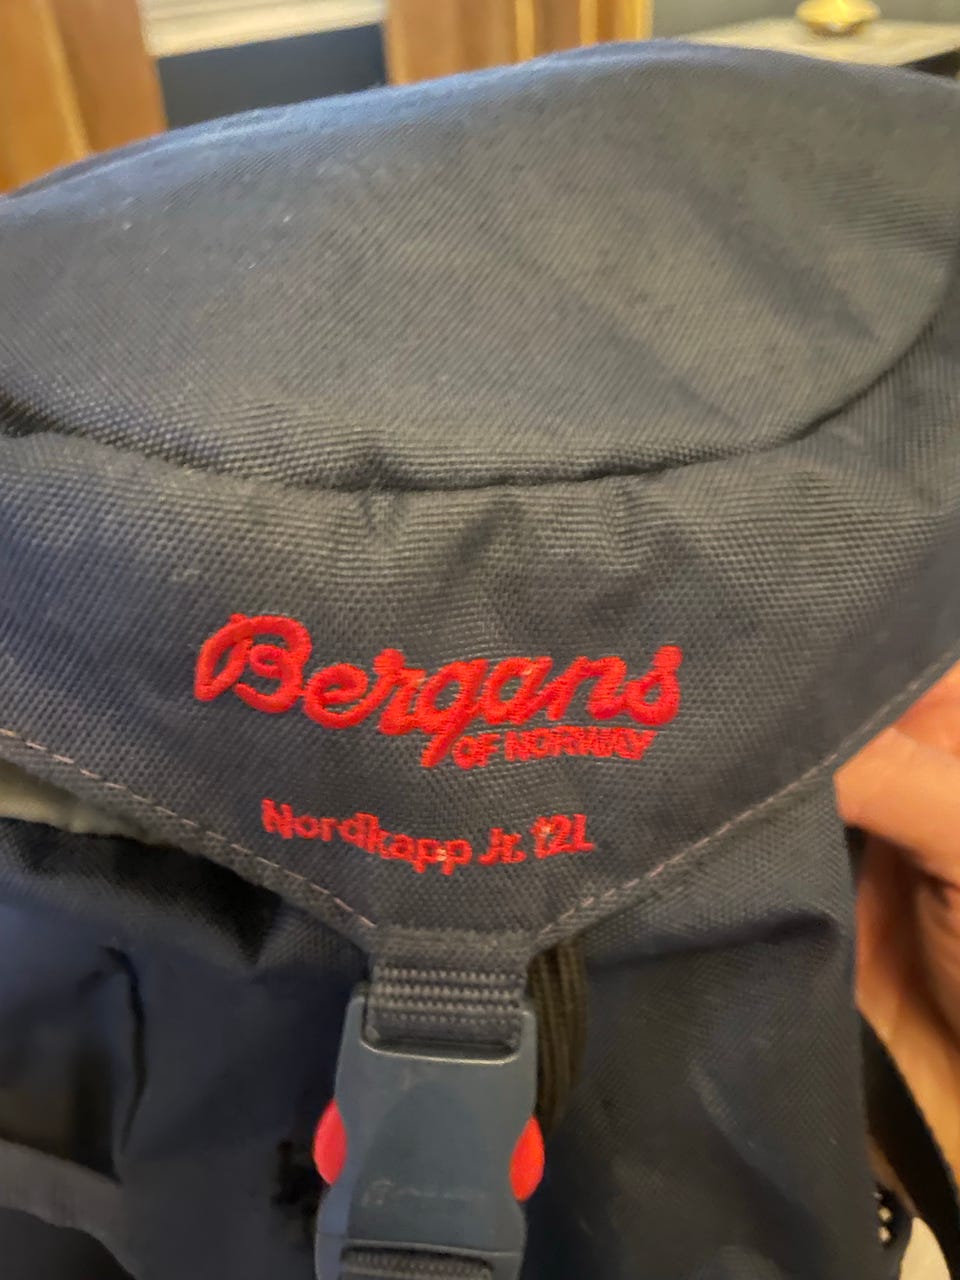 Bergans
OF NORWAY
Nordkapp Jr. 12L